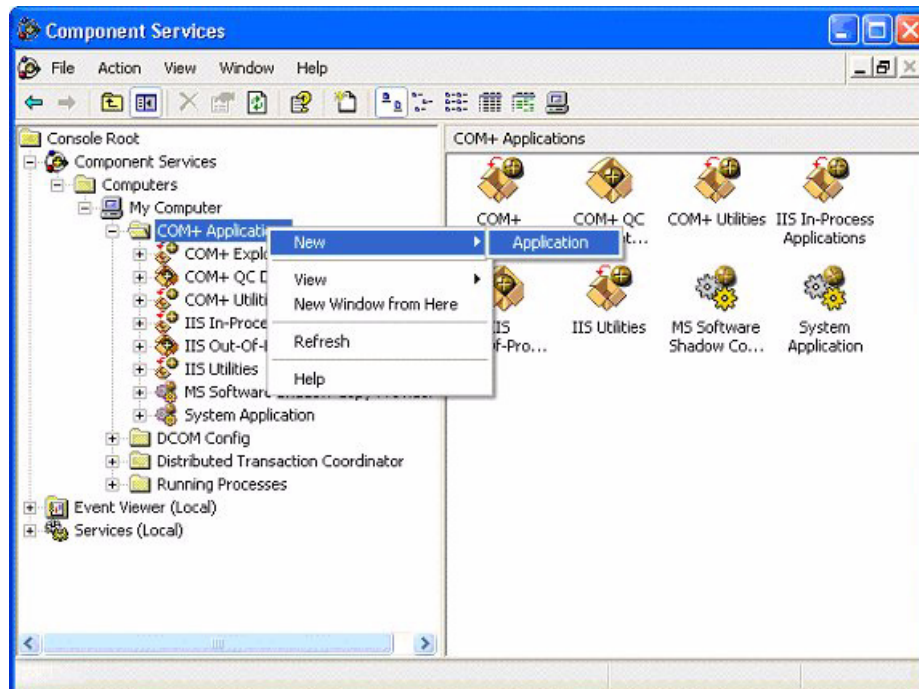 Component Services
File Action View Window Help
Console Root
Component Services
Computers
My Computer
COM+ Applicati
COM+ Explo
COM+ QC D
COM+ Utiliti
IIS In-Proce
IIS Out-Of-
IIS Utilities
MS Software
System Application
DCOM Config
Distributed Transaction Coordinator
Running Processes
Event Viewer (Local)
Services (Local)
New
Application
View
New Window from Here
Refresh
Help
COM+ Applications
COM+
COM+ QC
COM+ Utilities
IIS In-Process
Applications
IIS
f-Pro...
IIS Utilities
MS Software
Shadow Co...
System
Application